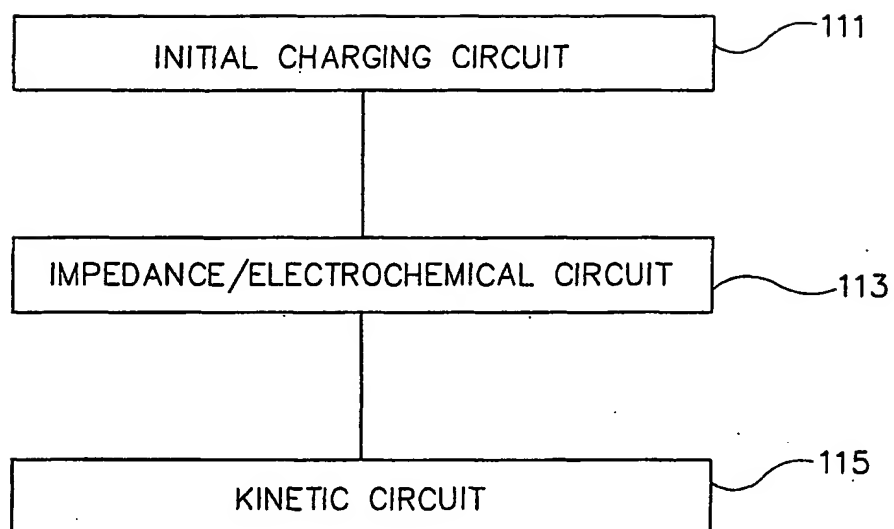 INITIAL CHARGING CIRCUIT
111
IMPEDANCE/ELECTROCHEMICAL CIRCUIT
113
KINETIC CIRCUIT
115